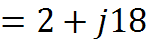 = 2 + j18